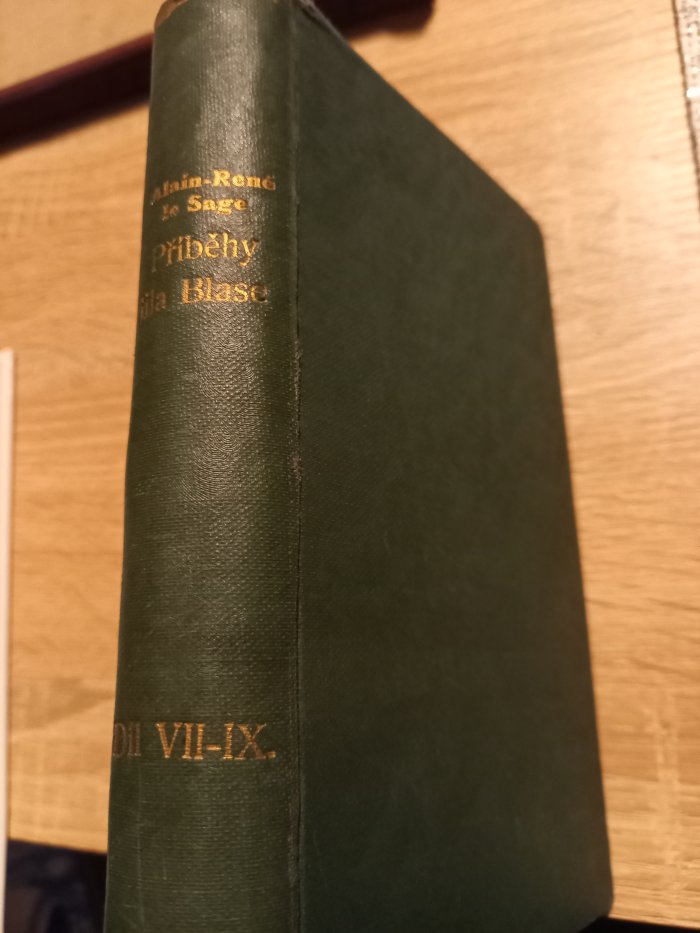 Alain-René
le Sage
Příběhy
Gila Blase
Díl VII-IX.